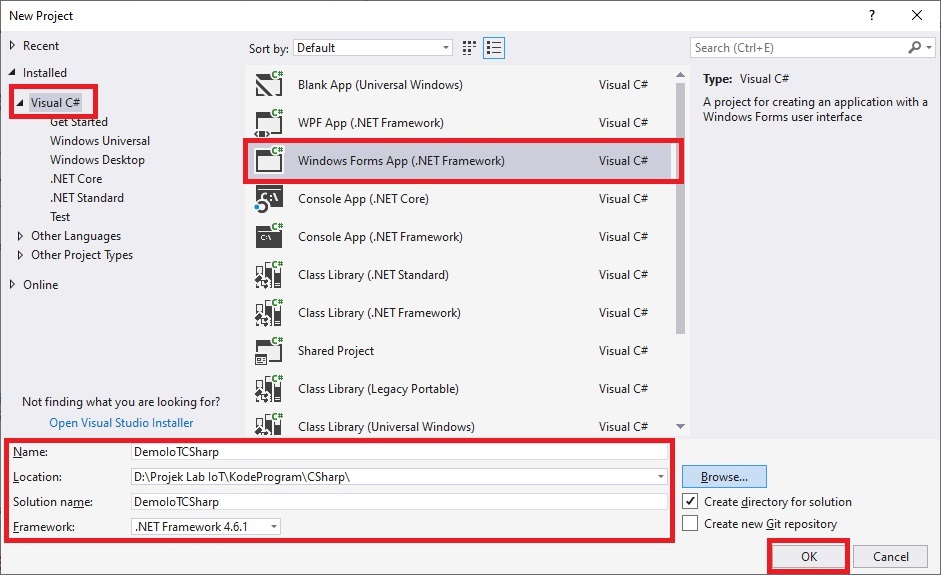 New Project
?
Recent
Installed
Visual C#
Get Started
Windows Universal
Windows Desktop
.NET Core
.NET Standard
Test
Other Languages
Other Project Types
Online
Not finding what you are looking for?
Open Visual Studio Installer
Sort by: Default
Blank App (Universal Windows) Visual C#
WPF App (.NET Framework) Visual C#
Windows Forms App (.NET Framework) Visual C#
Console App (.NET Core) Visual C#
Console App (.NET Framework) Visual C#
Class Library (.NET Standard) Visual C#
Class Library (.NET Framework) Visual C#
Shared Project Visual C#
Class Library (Legacy Portable) Visual C#
Class Library (Universal Windows) Visual C#
Search (Ctrl+E)
Type: Visual C#
A project for creating an application with a
Windows Forms user interface
Name: DemoIoTCSharp
Location: D:\Projek Lab IoT\KodeProgram\CSharp\
Solution name: DemoIoTCSharp
Framework: .NET Framework 4.6.1
Browse...
Create directory for solution
Create new Git repository
OK Cancel